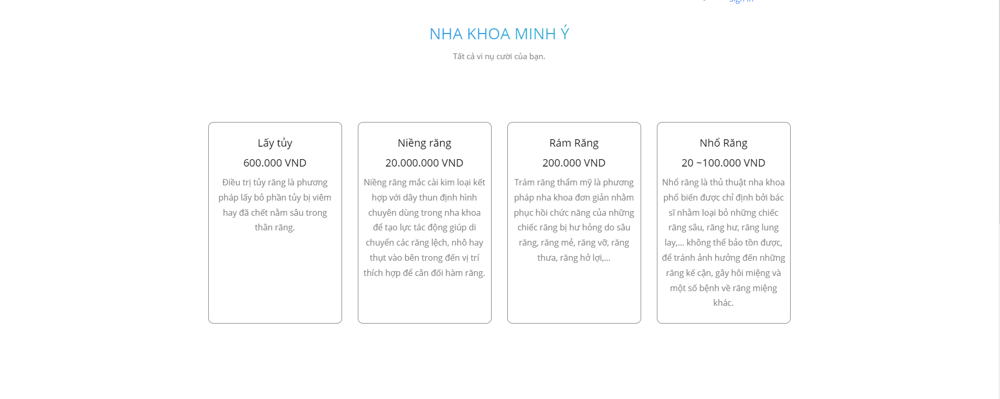 Sign in
NHA KHOA MINH Ý
Tất cả vì nụ cười của bạn.
Lấy tủy
600.000 VND
Điều trị tủy răng là phương
pháp lấy bỏ phần tủy bị viêm
hay đã chết nằm sâu trong
thân răng.
Niềng răng
20.000.000 VND
Niềng răng mắc cài kim loại kết
hợp với dây thun định hình
chuyên dùng trong nha khoa
để tạo lực tác động giúp di
chuyển các răng lệch, nhô hay
thụt vào bên trong đến vị trí
thích hợp để cân đối hàm răng.
Rám Răng
200.000 VND
Trám răng thẩm mỹ là phương
pháp nha khoa đơn giản nhằm
phục hồi chức năng của những
chiếc răng bị hư hỏng do sâu
răng, răng mẻ, răng vỡ, răng
thưa, răng hở lợi,...
Nhổ Răng
20 ~100.000 VND
Nhổ răng là thủ thuật nha khoa
phổ biến được chỉ định bởi bác
sĩ nhằm loại bỏ những chiếc
răng sâu, răng hư, răng lung
lay,... không thể bảo tồn được,
để tránh ảnh hưởng đến những
răng kế cận, gây hôi miệng và
một số bệnh về răng miệng
khác.